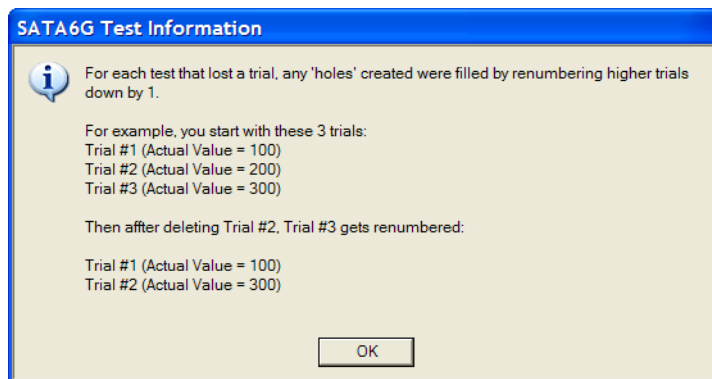 SATA6G Test Information
For each test that lost a trial, any 'holes' created were filled by renumbering higher trials
down by 1.
For example, you start with these 3 trials:
Trial #1 (Actual Value = 100)
Trial #2 (Actual Value = 200)
Trial #3 (Actual Value = 300)
Then affter deleting Trial #2, Trial #3 gets renumbered:
Trial #1 (Actual Value = 100)
Trial #2 (Actual Value = 300)
OK